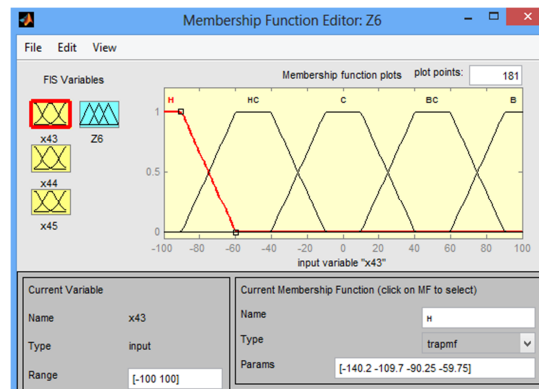 Membership Function Editor: Z6
File Edit View
FIS Variables
x43
Z6
x44
x45
Membership function plots
plot points:
181
H
HC
C
BC
B
1
0.5
0
-100 -80 -60 -40 -20 0 20 40 60 80 100
input variable "x43"
Current Variable
Name x43
Type input
Range [-100 100]
Current Membership Function (click on MF to select)
Name н
Type trapmf
Params [-140.2 -109.7 -90.25 -59.75]